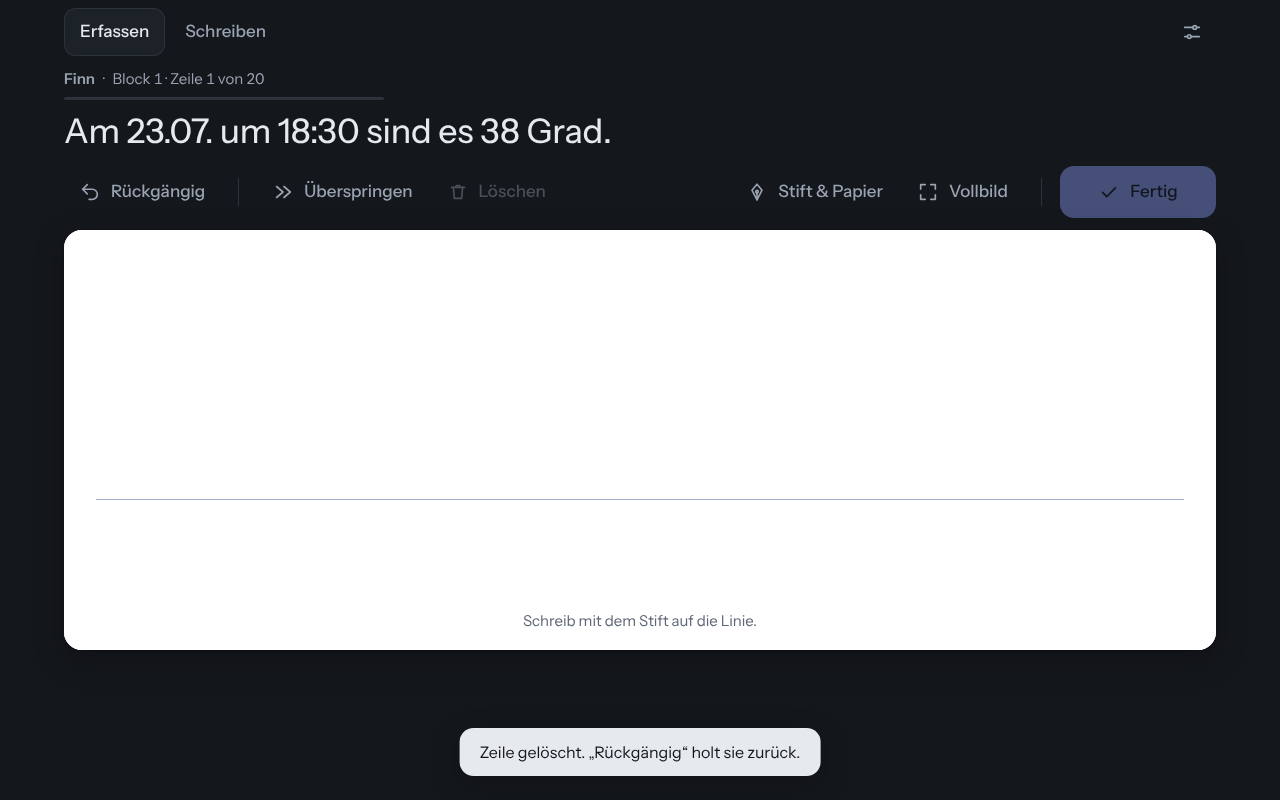 Erfassen Schreiben
Finn · Block 1 · Zeile 1 von 20
Am 23.07. um 18:30 sind es 38 Grad.
Rückgängig Überspringen Löschen Stift & Papier Vollbild Fertig
Schreib mit dem Stift auf die Linie.
Zeile gelöscht. „Rückgängig“ holt sie zurück.